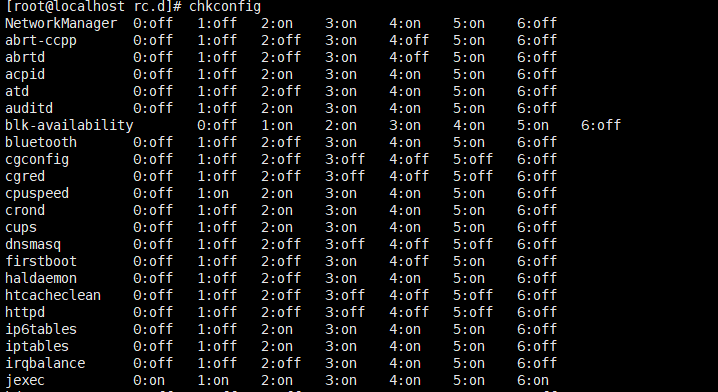 [root@localhost rc.d]# chkconfig
NetworkManager 0:off 1:off 2:on 3:on 4:on 5:on 6:off
abrt-ccpp 0:off 1:off 2:off 3:on 4:off 5:on 6:off
abrtd 0:off 1:off 2:off 3:on 4:off 5:on 6:off
acpid 0:off 1:off 2:on 3:on 4:on 5:on 6:off
atd 0:off 1:off 2:off 3:on 4:on 5:on 6:off
auditd 0:off 1:off 2:on 3:on 4:on 5:on 6:off
blk-availability 0:off 1:on 2:on 3:on 4:on 5:on 6:off
bluetooth 0:off 1:off 2:off 3:on 4:on 5:on 6:off
cgconfig 0:off 1:off 2:off 3:off 4:off 5:off 6:off
cgred 0:off 1:off 2:off 3:off 4:off 5:off 6:off
cpuspeed 0:off 1:on 2:on 3:on 4:on 5:on 6:off
crond 0:off 1:off 2:on 3:on 4:on 5:on 6:off
cups 0:off 1:off 2:on 3:on 4:on 5:on 6:off
dnsmasq 0:off 1:off 2:off 3:off 4:off 5:off 6:off
firstboot 0:off 1:off 2:off 3:on 4:off 5:on 6:off
haldaemon 0:off 1:off 2:off 3:on 4:on 5:on 6:off
htcacheclean 0:off 1:off 2:off 3:off 4:off 5:off 6:off
httpd 0:off 1:off 2:off 3:off 4:off 5:off 6:off
ip6tables 0:off 1:off 2:on 3:on 4:on 5:on 6:off
iptables 0:off 1:off 2:on 3:on 4:on 5:on 6:off
irqbalance 0:off 1:off 2:off 3:on 4:on 5:on 6:off
jexec 0:on 1:on 2:on 3:on 4:on 5:on 6:on